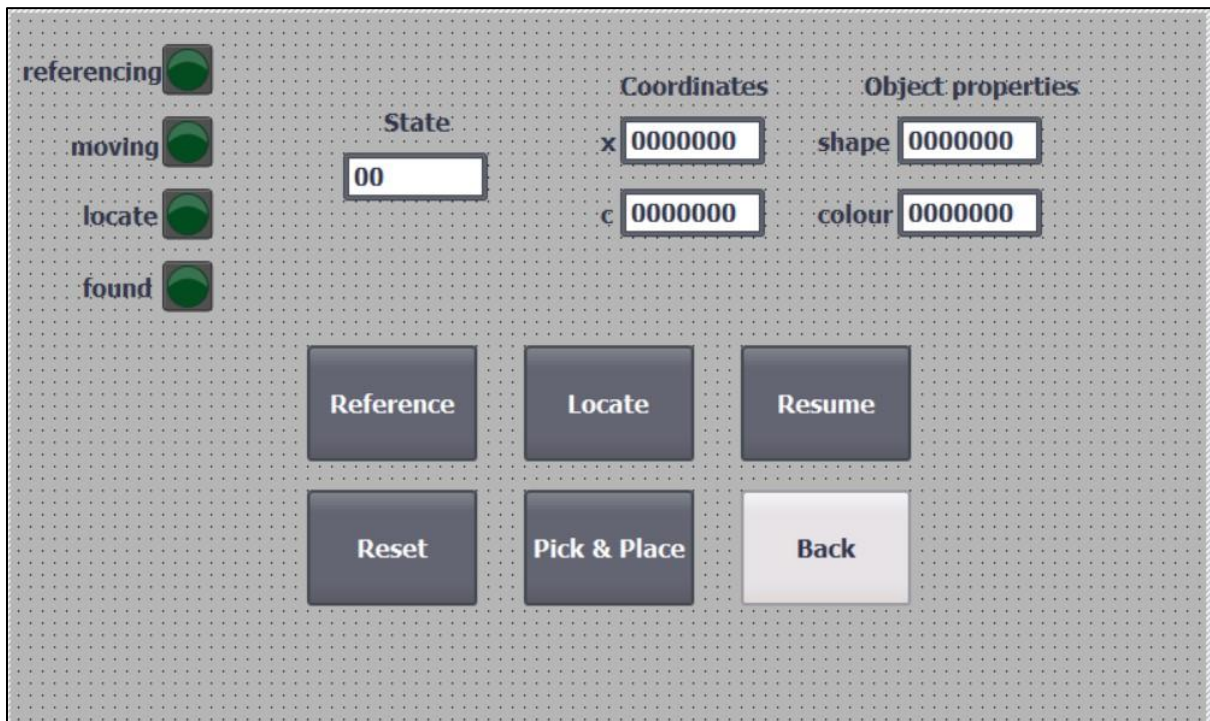 referencing
moving
locate
found
State
00
Coordinates
x 0000000
c 0000000
Object properties
shape 0000000
colour 0000000
Reference
Locate
Resume
Reset
Pick & Place
Back